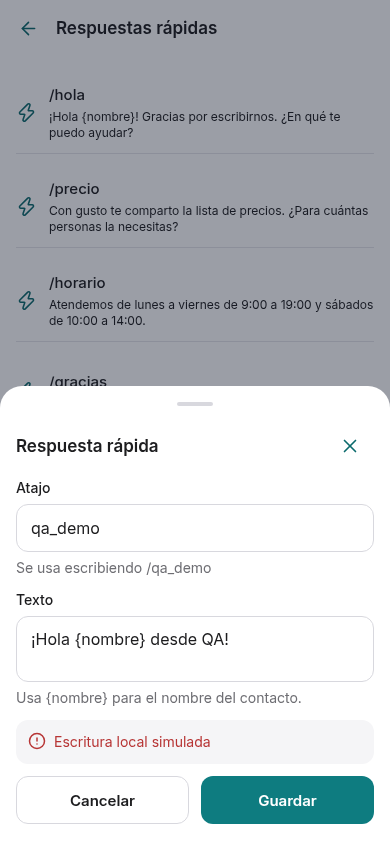 Respuestas rápidas
/hola
¡Hola {nombre}! Gracias por escribirnos. ¿En qué te
puedo ayudar?
/precio
Con gusto te comparto la lista de precios. ¿Para cuántas
personas la necesitas?
/horario
Atendemos de lunes a viernes de 9:00 a 19:00 y sábados
de 10:00 a 14:00.
/gracias
Respuesta rápida
Atajo
qa_demo
Se usa escribiendo /qa_demo
Texto
¡Hola {nombre} desde QA!
Usa {nombre} para el nombre del contacto.
Escritura local simulada
Cancelar
Guardar